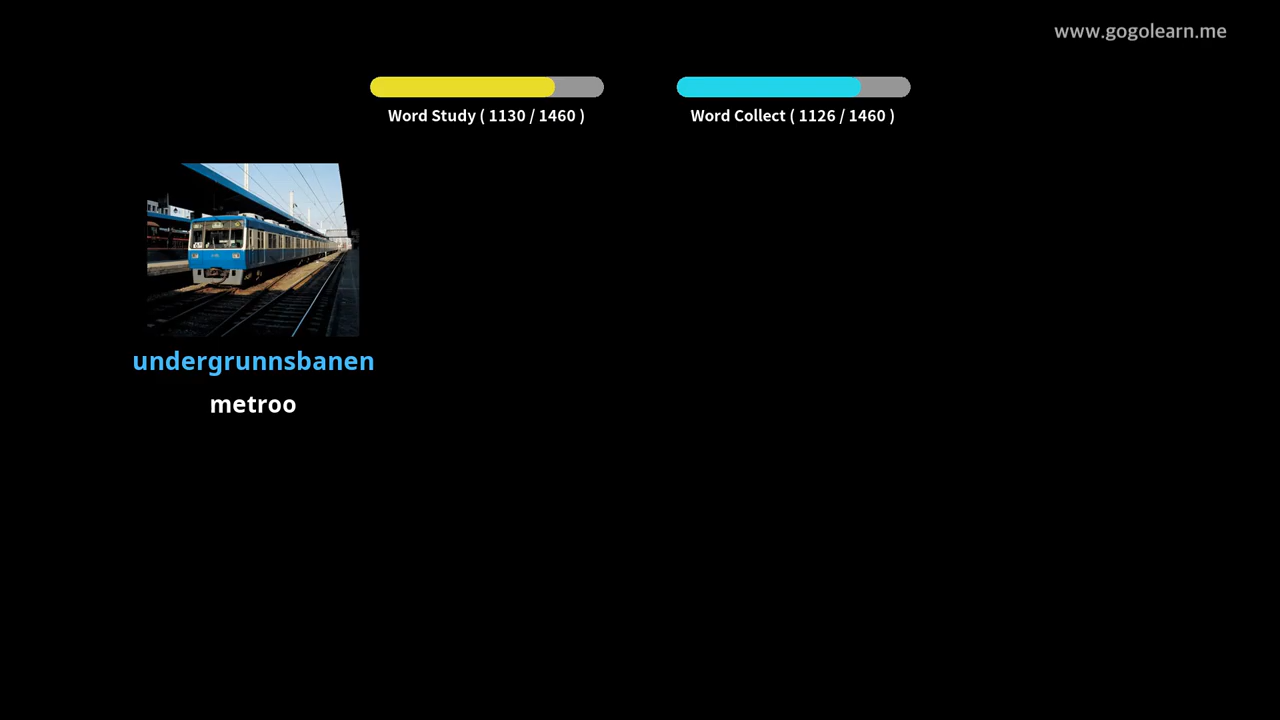 www.gogolearn.me
Word Study ( 1130 / 1460 )
Word Collect ( 1126 / 1460 )
undergrunnsbanen
metroo